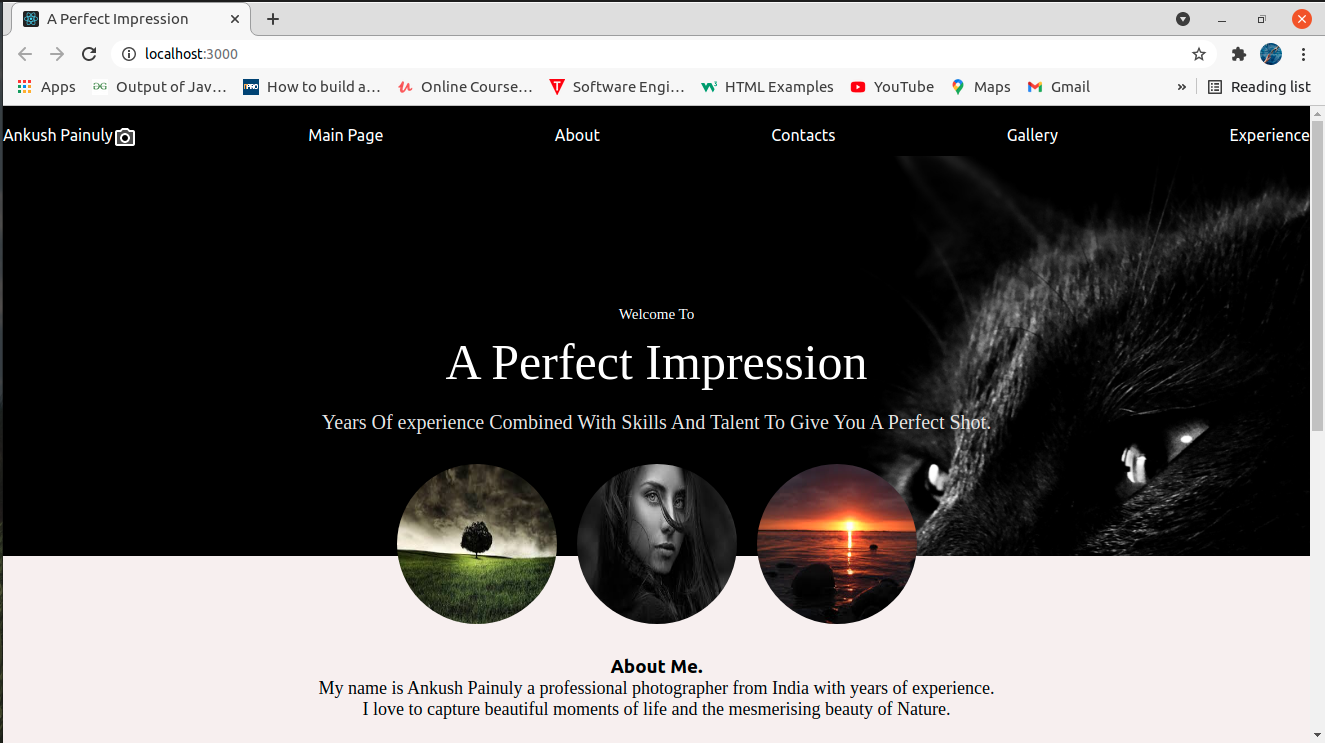 A Perfect Impression
localhost:3000
Apps Output of Jav… How to build a… Online Course… Software Engi… HTML Examples YouTube Maps Gmail » Reading list
Ankush Painuly Main Page About Contacts Gallery Experience
Welcome To
A Perfect Impression
Years Of experience Combined With Skills And Talent To Give You A Perfect Shot.
About Me.
My name is Ankush Painuly a professional photographer from India with years of experience.
I love to capture beautiful moments of life and the mesmerising beauty of Nature.